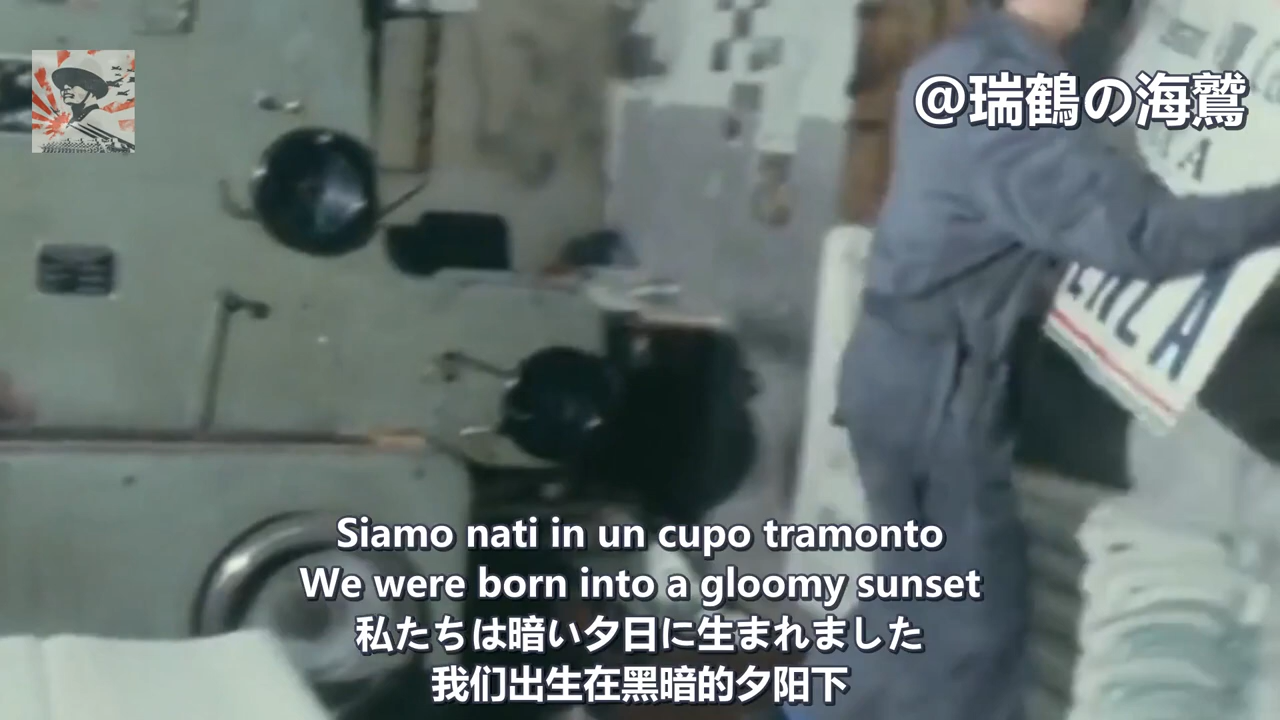 @瑞鶴の海鷲
Siamo nati in un cupo tramonto
We were born into a gloomy sunset
私たちは暗い夕日に生まれました
我们出生在黑暗的夕阳下